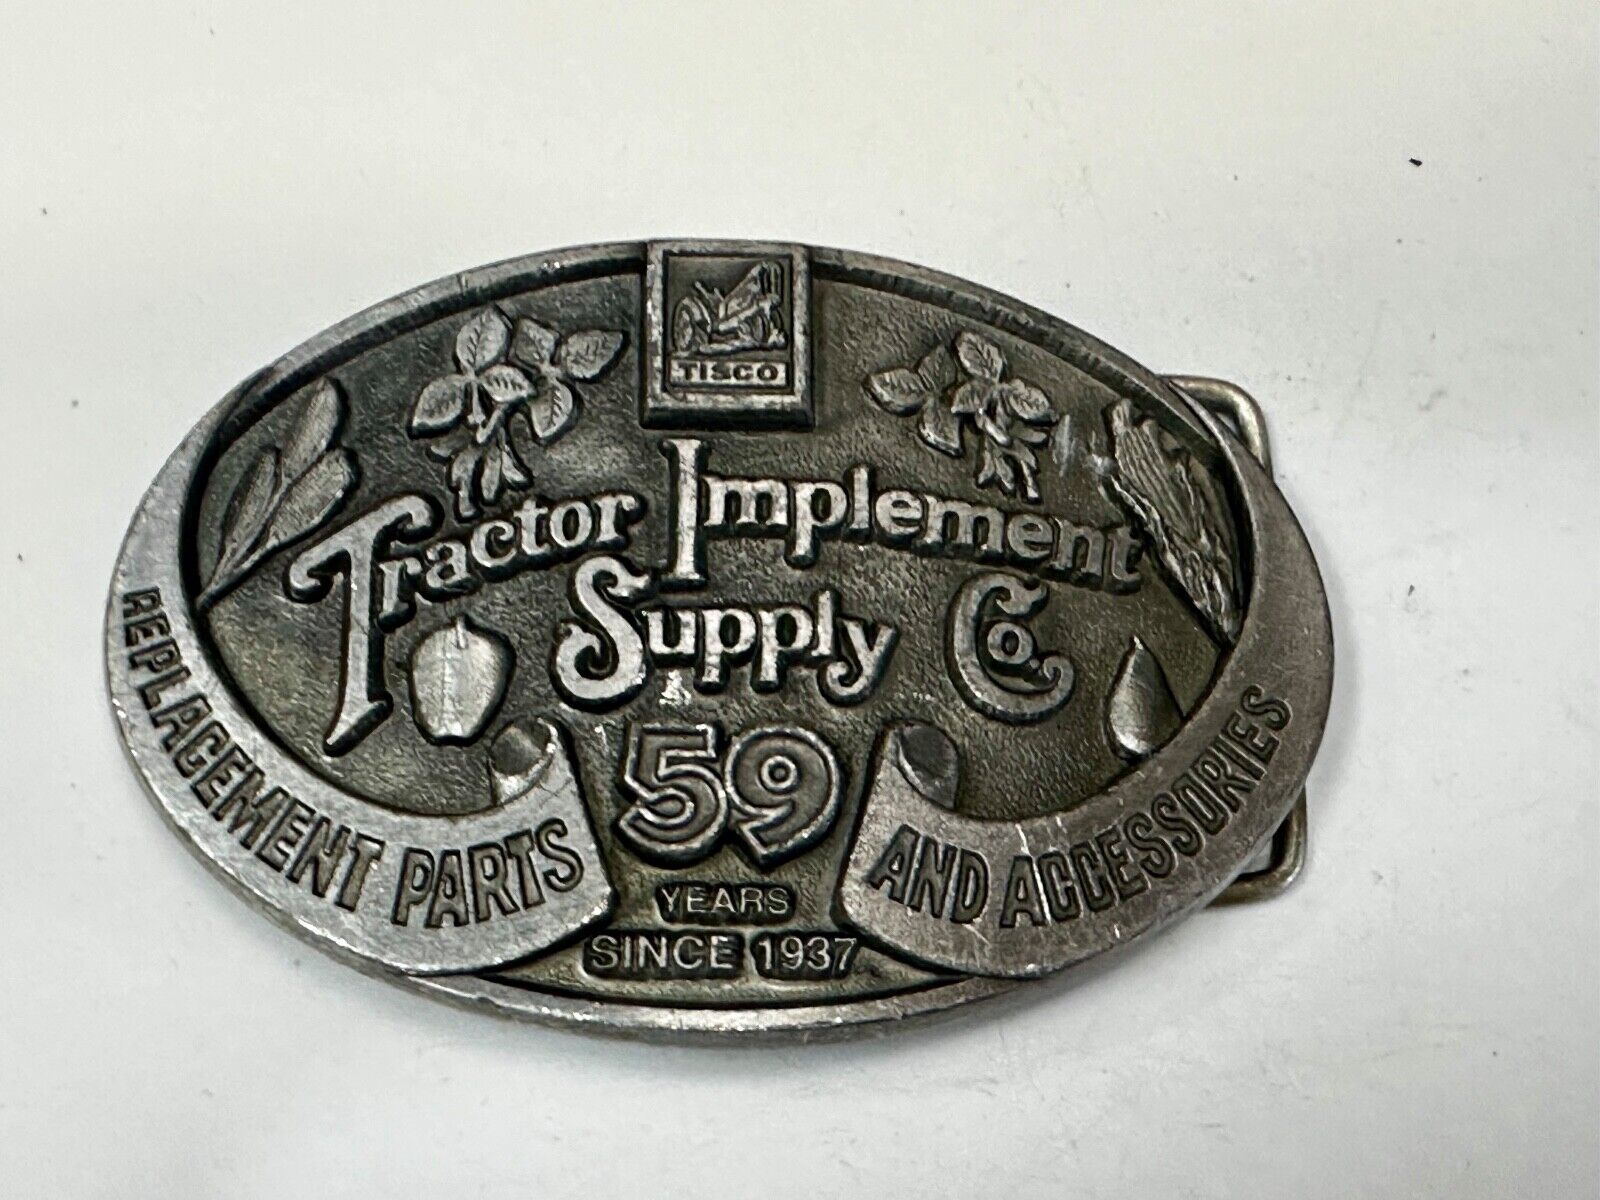 TISCO
Tractor Implement
Supply Co.
59
YEARS
SINCE 1937
REPLACEMENT PARTS
AND ACCESSORIES